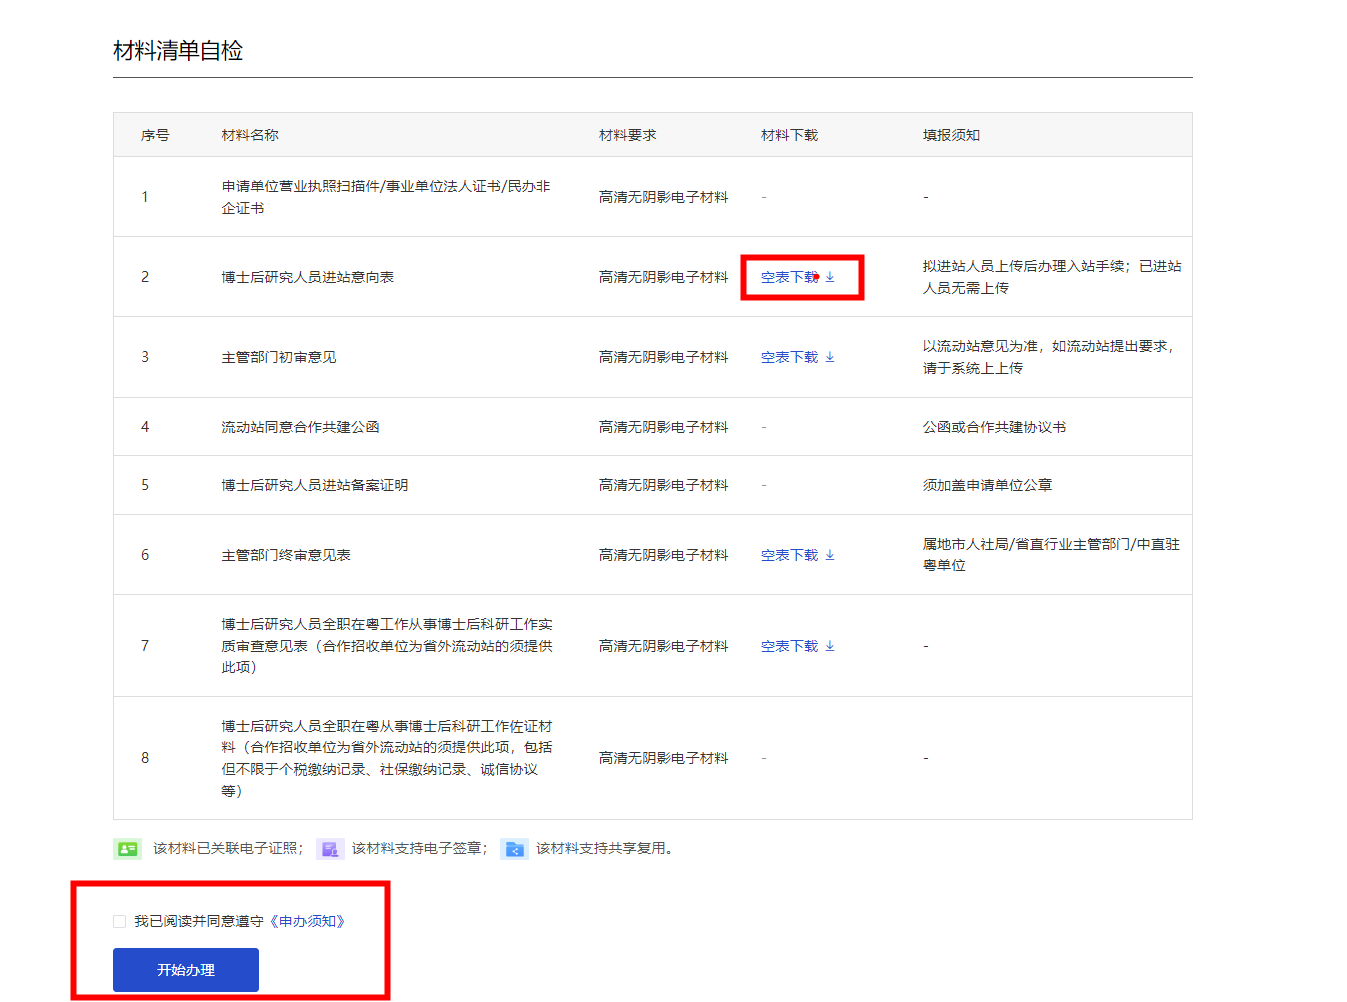 材料清单自检
序号 材料名称 材料要求 材料下载 填报须知
1 申请单位营业执照扫描件/事业单位法人证书/民办非 高清无阴影电子材料 - -
企证书
2 博士后研究人员进站意向表 高清无阴影电子材料 空表下载 拟进站人员上传后办理入站手续；已进站
人员无需上传
3 主管部门初审意见 高清无阴影电子材料 空表下载 以流动站意见为准，如流动站提出要求，
请于系统上上传
4 流动站同意合作共建公函 高清无阴影电子材料 - 公函或合作共建协议书
5 博士后研究人员进站备案证明 高清无阴影电子材料 - 须加盖申请单位公章
6 主管部门终审意见表 高清无阴影电子材料 空表下载 属地市人社局/省直行业主管部门/中直驻
粤单位
7 博士后研究人员全职在粤工作从事博士后科研工作实
质审查意见表（合作招收单位为省外流动站的须提供 高清无阴影电子材料 空表下载 -
此项）
8 博士后研究人员全职在粤从事博士后科研工作佐证材
料（合作招收单位为省外流动站的须提供此项，包括 高清无阴影电子材料 - -
但不限于个税缴纳记录、社保缴纳记录、诚信协议
等）
该材料已关联电子证照； 该材料支持电子签章； 该材料支持共享复用。
我已阅读并同意遵守《申办须知》
开始办理